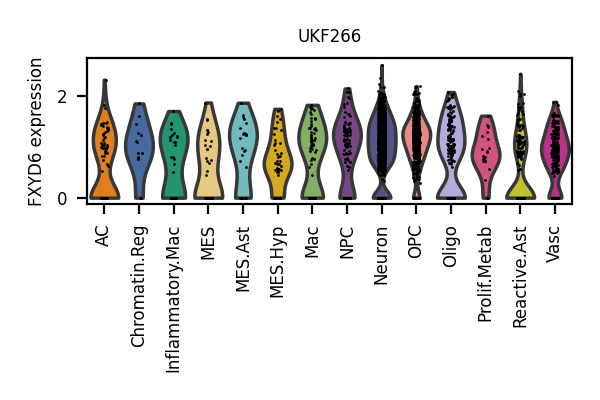 UKF266
FXYD6 expression
2
0
AC
Chromatin.Reg
Inflammatory.Mac
MES
MES.Ast
MES.Hyp
Mac
NPC
Neuron
OPC
Oligo
Prolif.Metab
Reactive.Ast
Vasc